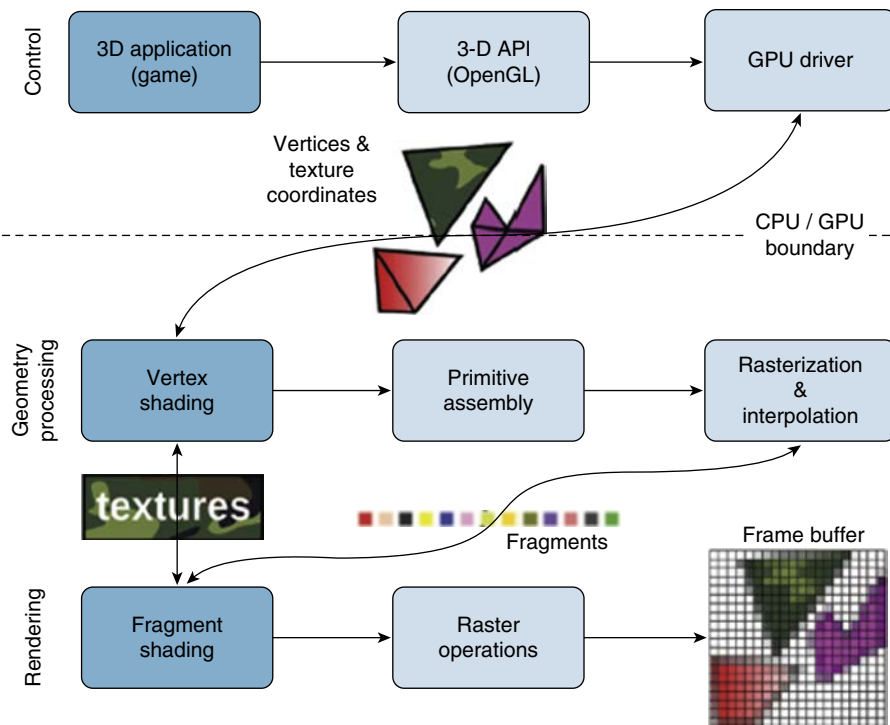 Control
3D application
(game)
3-D API
(OpenGL)
GPU driver
Vertices &
texture
coordinates
CPU / GPU
boundary
Geometry
processing
Vertex
shading
Primitive
assembly
Rasterization
&
interpolation
textures
Fragments
Frame buffer
Rendering
Fragment
shading
Raster
operations